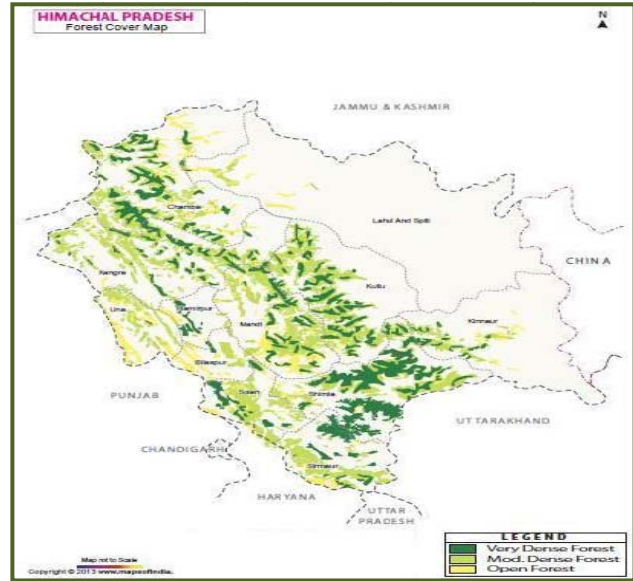 HIMACHAL PRADESH
Forest Cover Map
N
JAMMU & KASHMIR
Chamba
Lahul And Spiti
CHINA
Kangra
Kullu
Una
Hamirpur
Mandi
Kinnaur
Bilaspur
PUNJAB
Solan
Shimla
UTTARAKHAND
CHANDIGARH
Sirmaur
HARYANA
UTTAR
PRADESH
LEGEND
Very Dense Forest
Mod. Dense Forest
Open Forest
Map not to Scale
Copyright © 2013 www.mapsofindia.